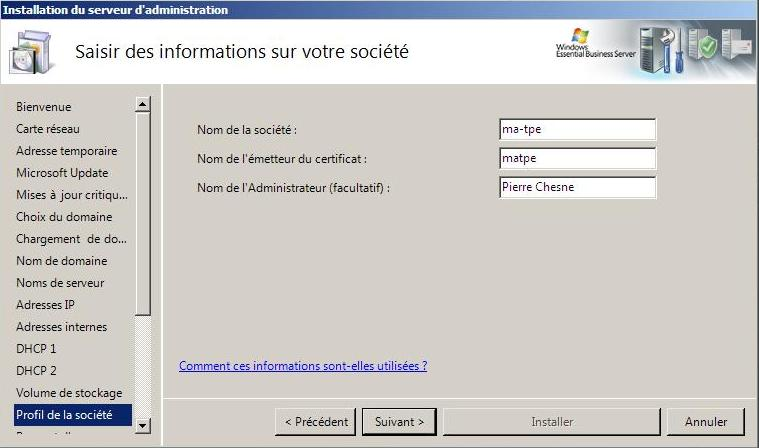 Installation du serveur d'administration
Saisir des informations sur votre société
Windows
Essential Business Server
Bienvenue
Carte réseau
Adresse temporaire
Microsoft Update
Mises à jour critiqu...
Choix du domaine
Chargement de do...
Nom de domaine
Noms de serveur
Adresses IP
Adresses internes
DHCP 1
DHCP 2
Volume de stockage
Profil de la société
Nom de la société : ma-tpe
Nom de l'émetteur du certificat : matpe
Nom de l'Administrateur (facultatif) : Pierre Chesne
Comment ces informations sont-elles utilisées ?
< Précédent Suivant > Installer Annuler